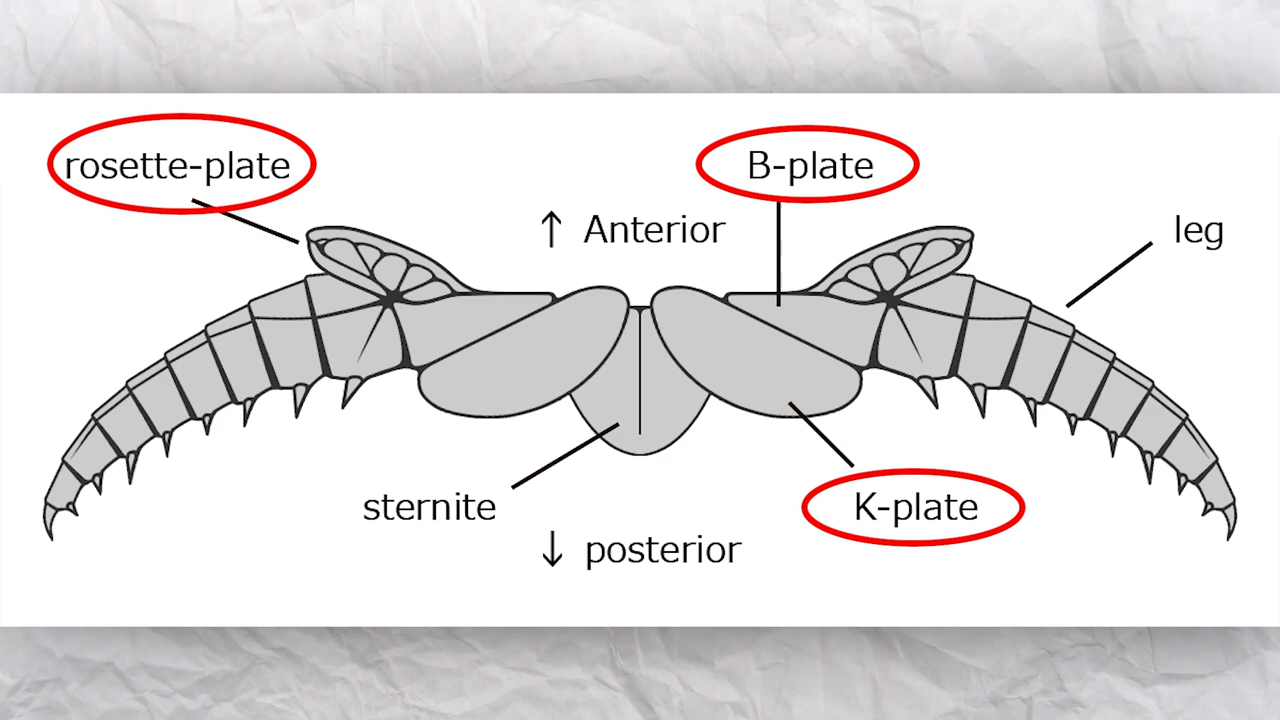 rosette-plate
B-plate
↑ Anterior
leg
sternite
K-plate
↓ posterior